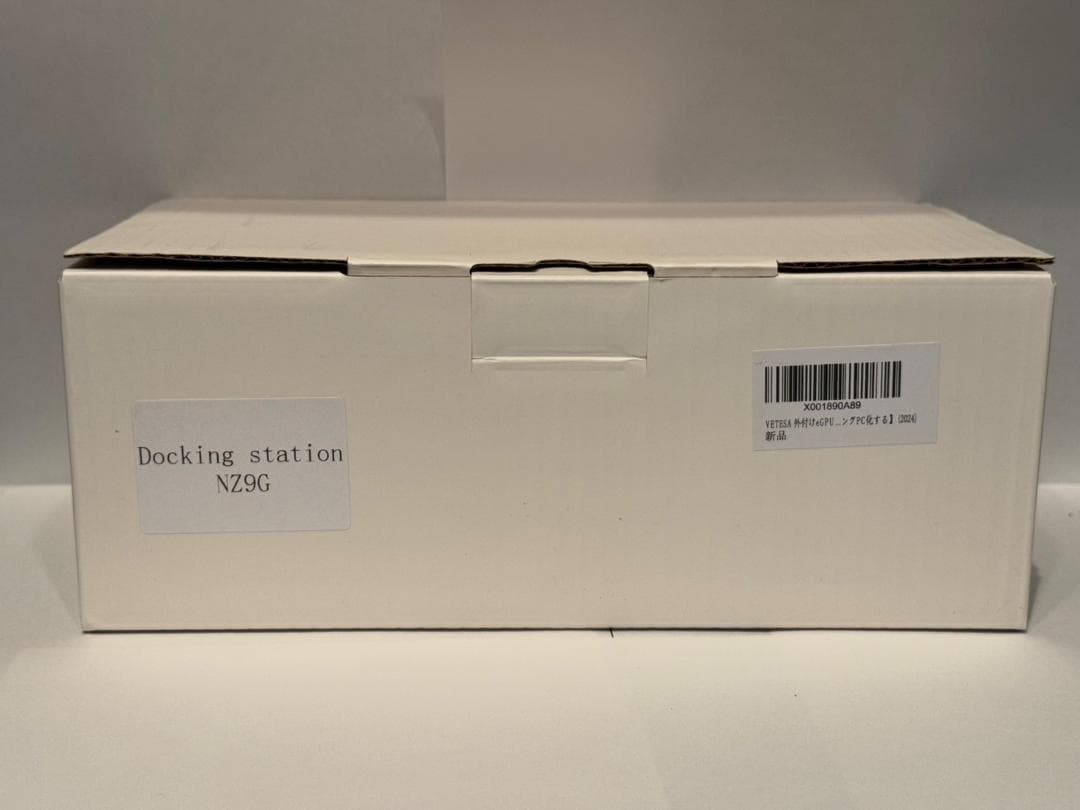 Docking station
NZ9G
X001890A89
VETESA 外付けeGPU...ングPC化する】(2024)
新品